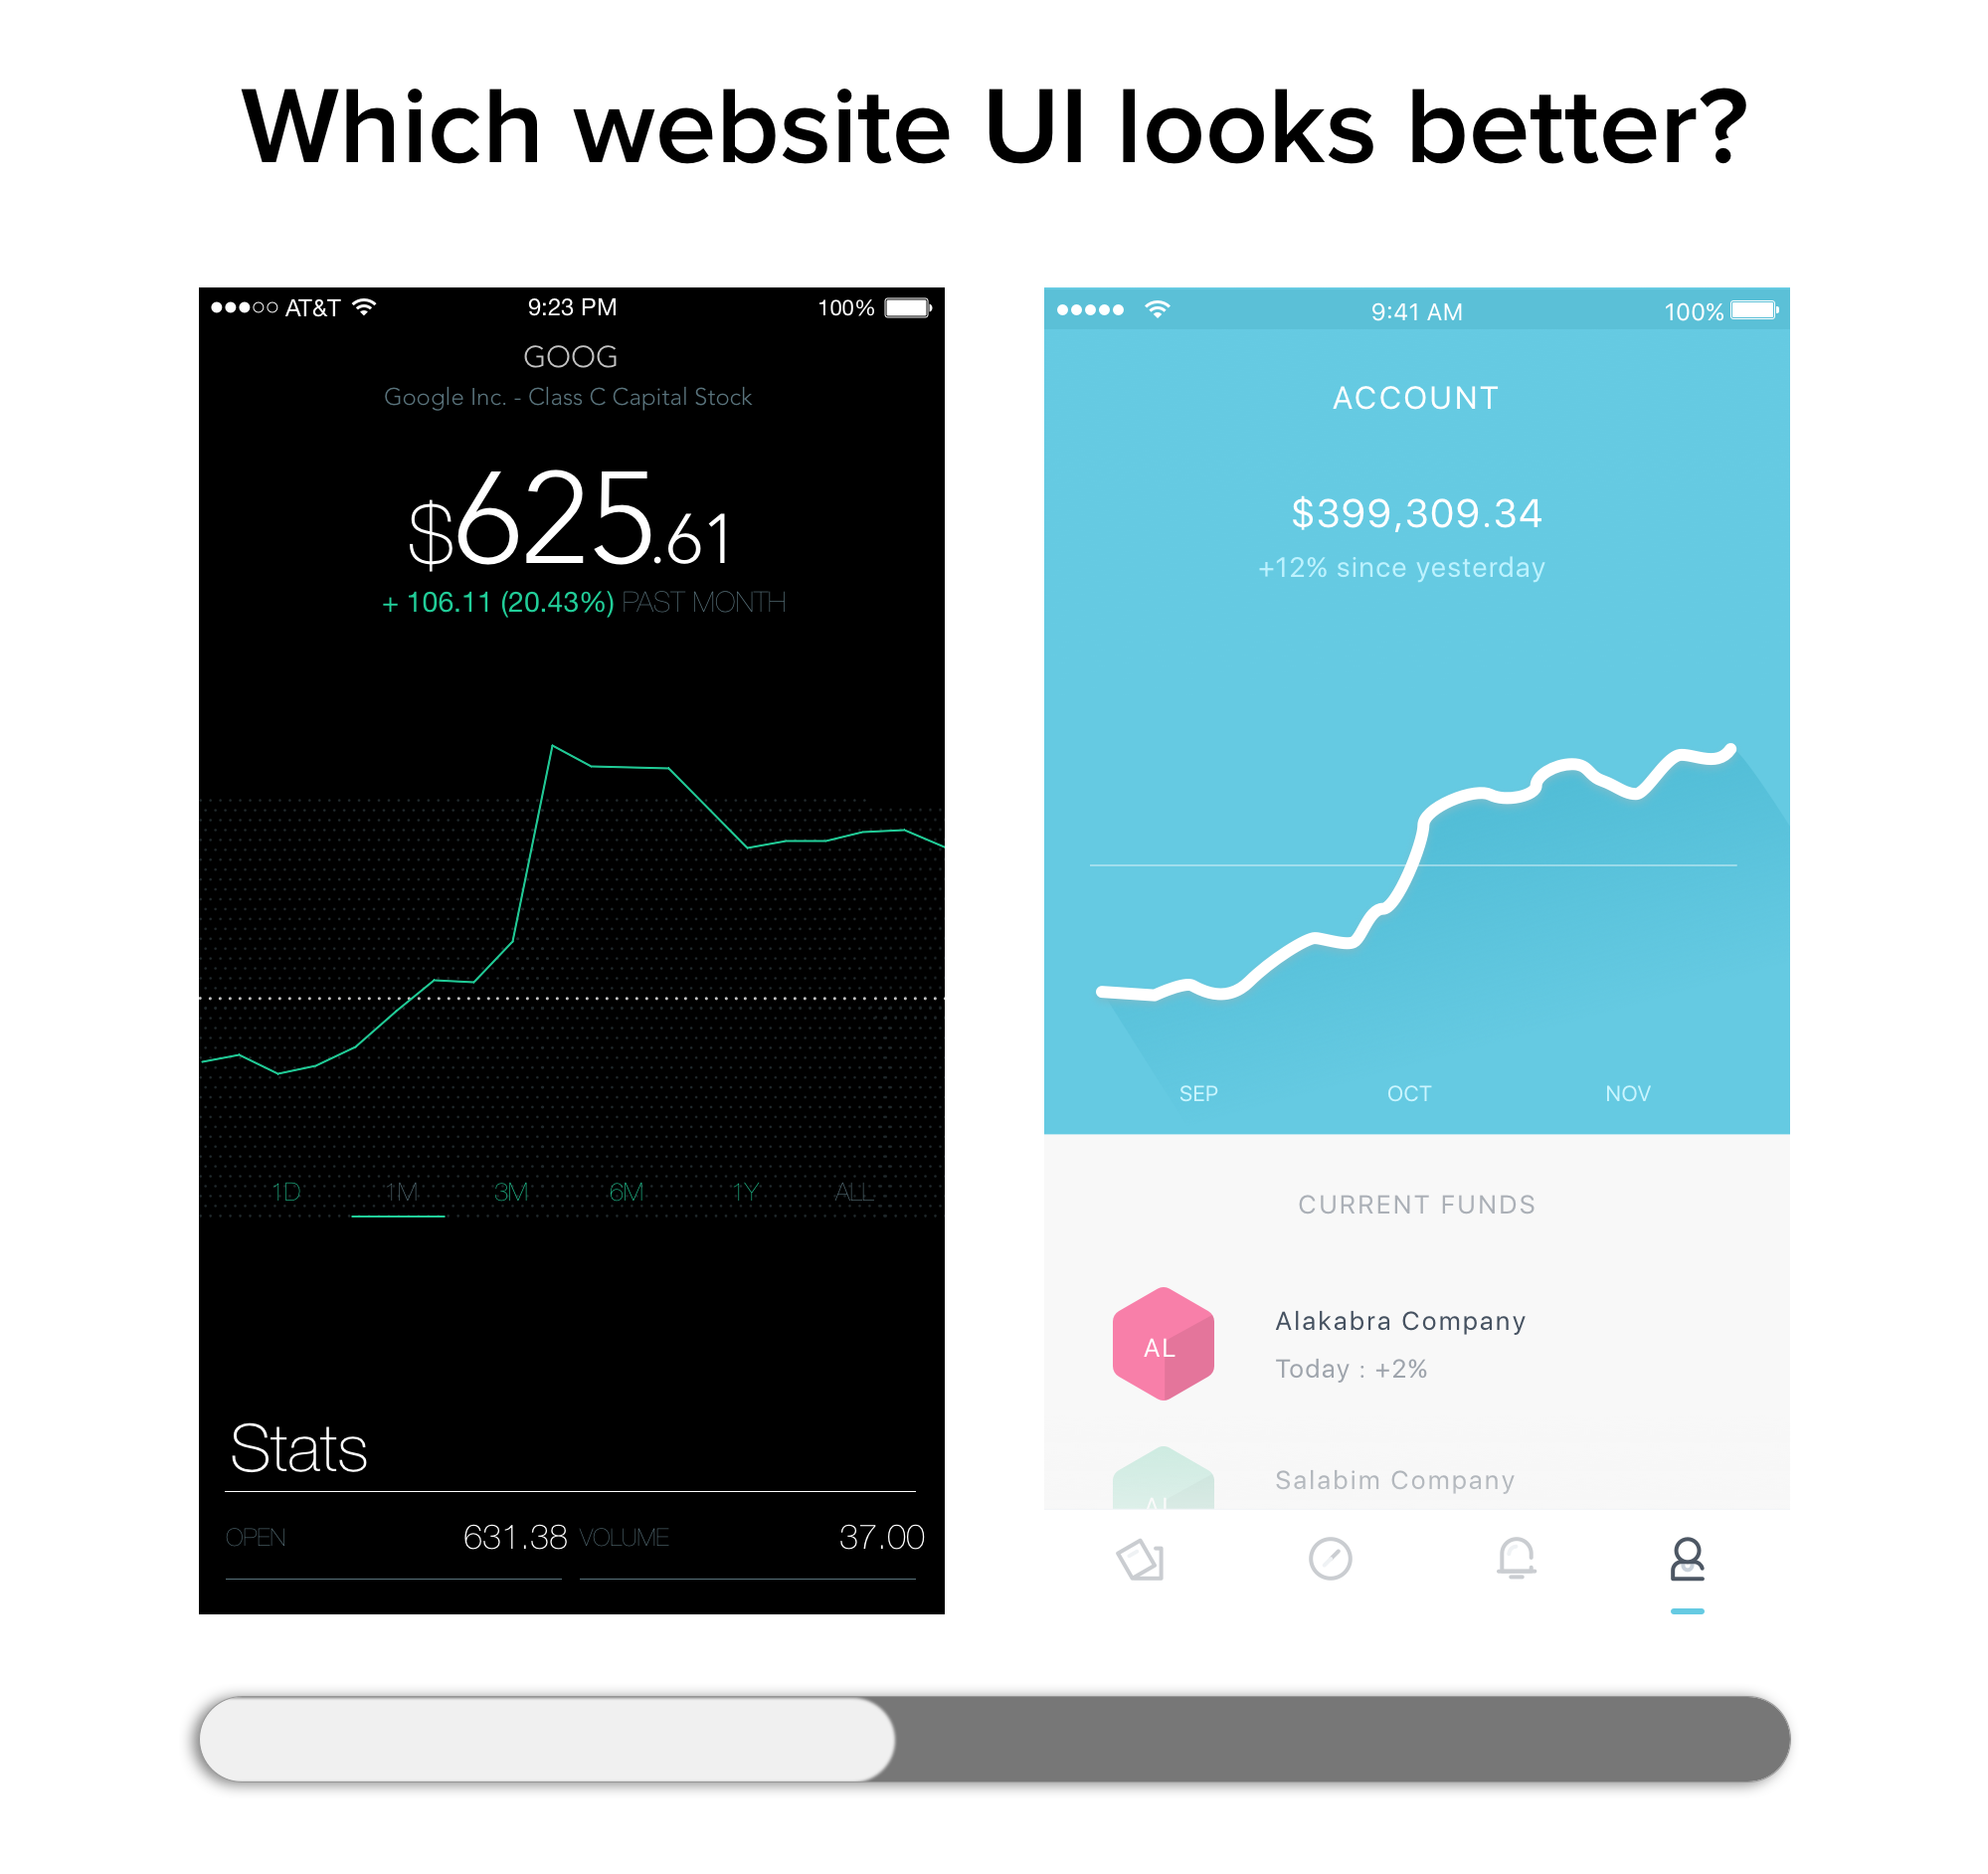 Which website UI looks better?
AT&T 9:23 PM 100%
GOOG
Google Inc. - Class C Capital Stock
$625.61
+ 106.11 (20.43%) PAST MONTH
1D 1M 3M 6M 1Y ALL
Stats
OPEN 631.38 VOLUME 37.00
9:41 AM 100%
ACCOUNT
$399,309.34
+12% since yesterday
SEP OCT NOV
CURRENT FUNDS
AL
Alakabra Company
Today : +2%
AL
Salabim Company